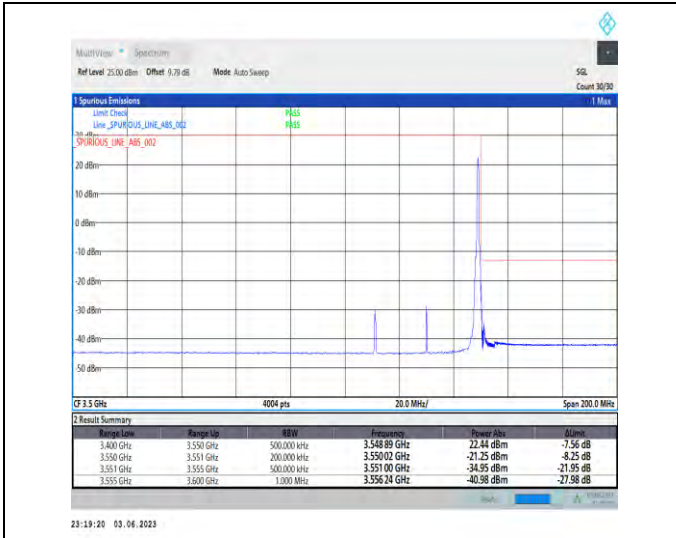 MultiView Spectrum
Ref Level 25.00 dBm Offset 9.79 dB Mode Auto Sweep SGL
Count 30/30
1 Spurious Emissions 1 Max
Limit Check PASS
Line _SPURIOUS_LINE_ABS_002 PASS
_SPURIOUS_LINE_ABS_002
20 dBm
10 dBm
0 dBm
-10 dBm
-20 dBm
-30 dBm
-40 dBm
-50 dBm
CF 3.5 GHz 4004 pts 20.0 MHz/ Span 200.0 MHz
2 Result Summary
Range Low Range Up RBW Frequency Power Abs ΔLimit
3.400 GHz 3.550 GHz 500.000 kHz 3.548 89 GHz 22.44 dBm -7.56 dB
3.550 GHz 3.551 GHz 200.000 kHz 3.550 02 GHz -21.25 dBm -8.25 dB
3.551 GHz 3.555 GHz 500.000 kHz 3.551 00 GHz -34.95 dBm -21.95 dB
3.555 GHz 3.600 GHz 1.000 MHz 3.556 24 GHz -40.98 dBm -27.98 dB
23:19:20 03.06.2023